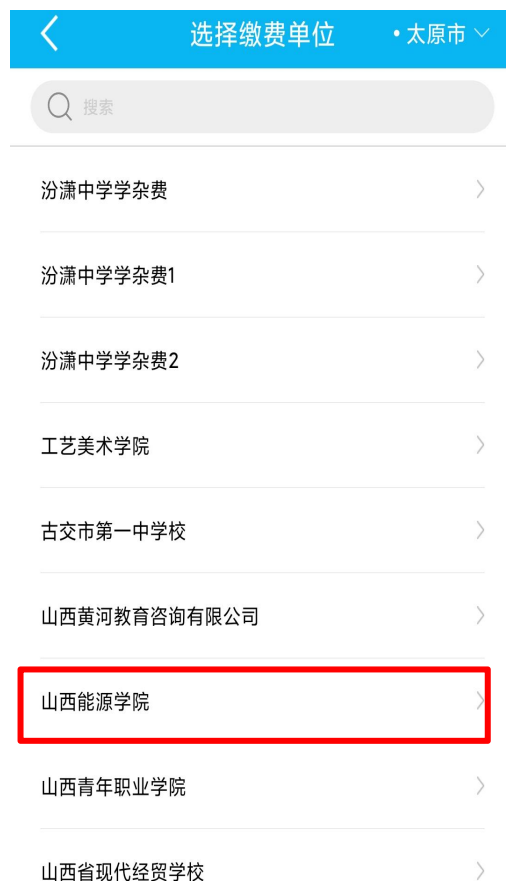 选择缴费单位 • 太原市
搜索
汾潇中学学杂费
汾潇中学学杂费1
汾潇中学学杂费2
工艺美术学院
古交市第一中学校
山西黄河教育咨询有限公司
山西能源学院
山西青年职业学院
山西省现代经贸学校